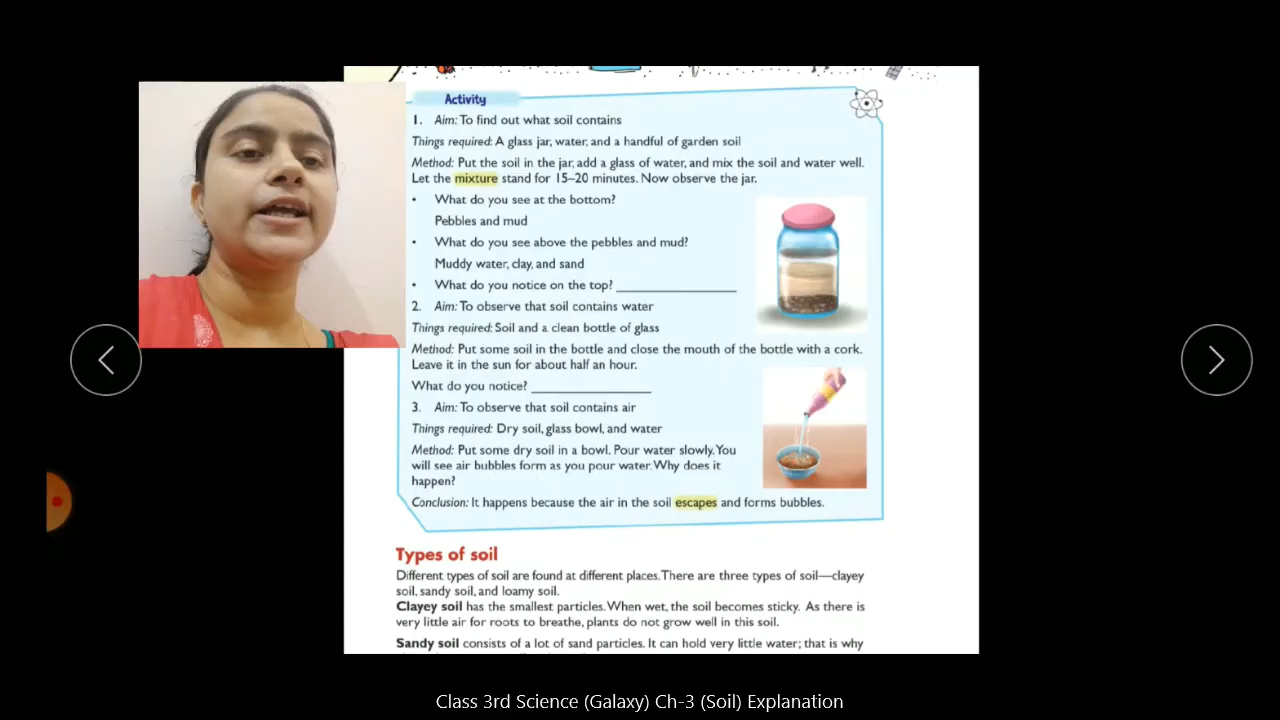 Activity
1. Aim: To find out what soil contains
Things required: A glass jar, water, and a handful of garden soil
Method: Put the soil in the jar, add a glass of water, and mix the soil and water well.
Let the mixture stand for 15–20 minutes. Now observe the jar.
• What do you see at the bottom?
Pebbles and mud
• What do you see above the pebbles and mud?
Muddy water, clay, and sand
• What do you notice on the top?
2. Aim: To observe that soil contains water
Things required: Soil and a clean bottle of glass
Method: Put some soil in the bottle and close the mouth of the bottle with a cork.
Leave it in the sun for about half an hour.
What do you notice?
3. Aim: To observe that soil contains air
Things required: Dry soil, glass bowl, and water
Method: Put some dry soil in a bowl. Pour water slowly. You
will see air bubbles form as you pour water. Why does it
happen?
Conclusion: It happens because the air in the soil escapes and forms bubbles.
Types of soil
Different types of soil are found at different places. There are three types of soil—clayey
soil, sandy soil, and loamy soil.
Clayey soil has the smallest particles. When wet, the soil becomes sticky. As there is
very little air for roots to breathe, plants do not grow well in this soil.
Sandy soil consists of a lot of sand particles. It can hold very little water; that is why
Class 3rd Science (Galaxy) Ch-3 (Soil) Explanation